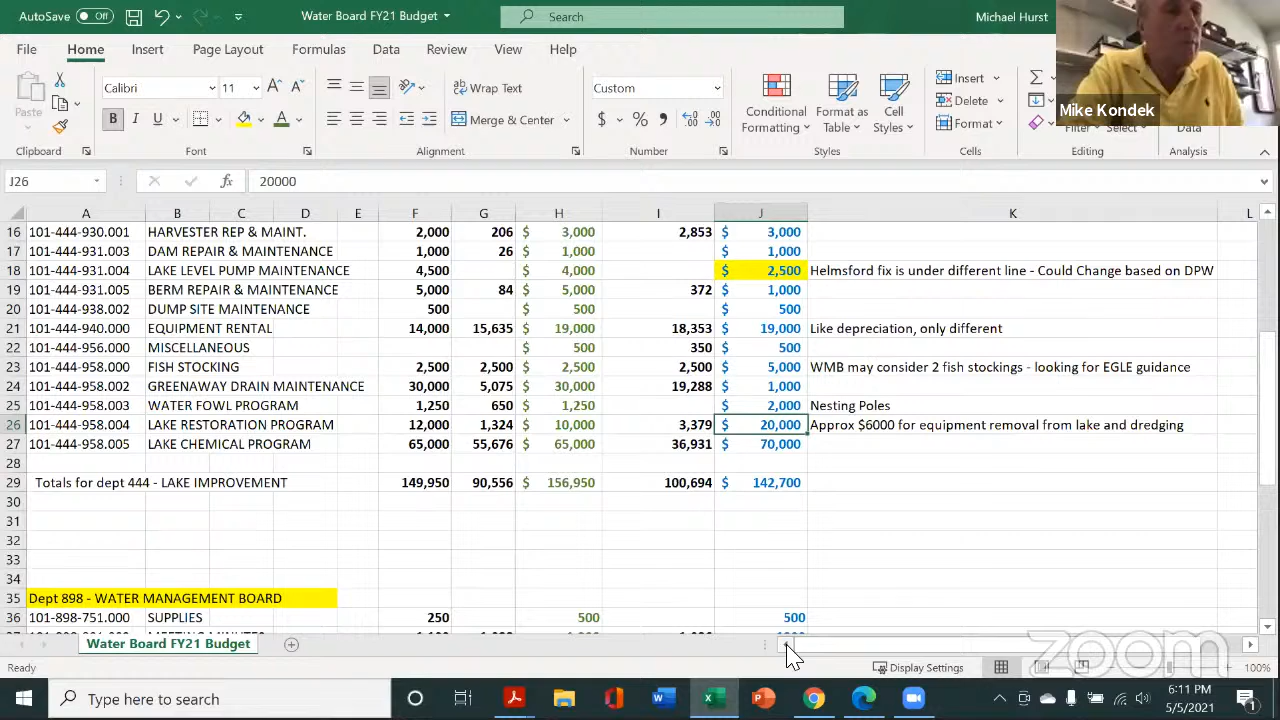 AutoSave Off Water Board FY21 Budget Search Michael Hurst
File Home Insert Page Layout Formulas Data Review View Help
Mike Kondek
Paste Calibri 11 Wrap Text Custom Conditional Formatting Format as Table Cell Styles Insert
B I U A Merge & Center $ % Delete
Format Filter Select Data
Clipboard Font Alignment Number Styles Cells Editing Analysis
J26 fx 20000
A B C D E F G H I J K L
16 101-444-930.001 HARVESTER REP & MAINT. 2,000 206 $ 3,000 2,853 $ 3,000
17 101-444-931.003 DAM REPAIR & MAINTENANCE 1,000 26 $ 1,000 $ 1,000
18 101-444-931.004 LAKE LEVEL PUMP MAINTENANCE 4,500 $ 4,000 $ 2,500 Helmsford fix is under different line - Could Change based on DPW
19 101-444-931.005 BERM REPAIR & MAINTENANCE 5,000 84 $ 5,000 372 $ 1,000
20 101-444-938.002 DUMP SITE MAINTENANCE 500 $ 500 $ 500
21 101-444-940.000 EQUIPMENT RENTAL 14,000 15,635 $ 19,000 18,353 $ 19,000 Like depreciation, only different
22 101-444-956.000 MISCELLANEOUS $ 500 350 $ 500
23 101-444-958.000 FISH STOCKING 2,500 2,500 $ 2,500 2,500 $ 5,000 WMB may consider 2 fish stockings - looking for EGLE guidance
24 101-444-958.002 GREENAWAY DRAIN MAINTENANCE 30,000 5,075 $ 30,000 19,288 $ 1,000
25 101-444-958.003 WATER FOWL PROGRAM 1,250 650 $ 1,250 $ 2,000 Nesting Poles
26 101-444-958.004 LAKE RESTORATION PROGRAM 12,000 1,324 $ 10,000 3,379 $ 20,000 Approx $6000 for equipment removal from lake and dredging
27 101-444-958.005 LAKE CHEMICAL PROGRAM 65,000 55,676 $ 65,000 36,931 $ 70,000
28
29 Totals for dept 444 - LAKE IMPROVEMENT 149,950 90,556 $ 156,950 100,694 $ 142,700
30
31
32
33
34
35 Dept 898 - WATER MANAGEMENT BOARD
36 101-898-751.000 SUPPLIES 250 500 500
Water Board FY21 Budget
zoom
Ready Display Settings 100%
Type here to search 6:11 PM
5/5/2021